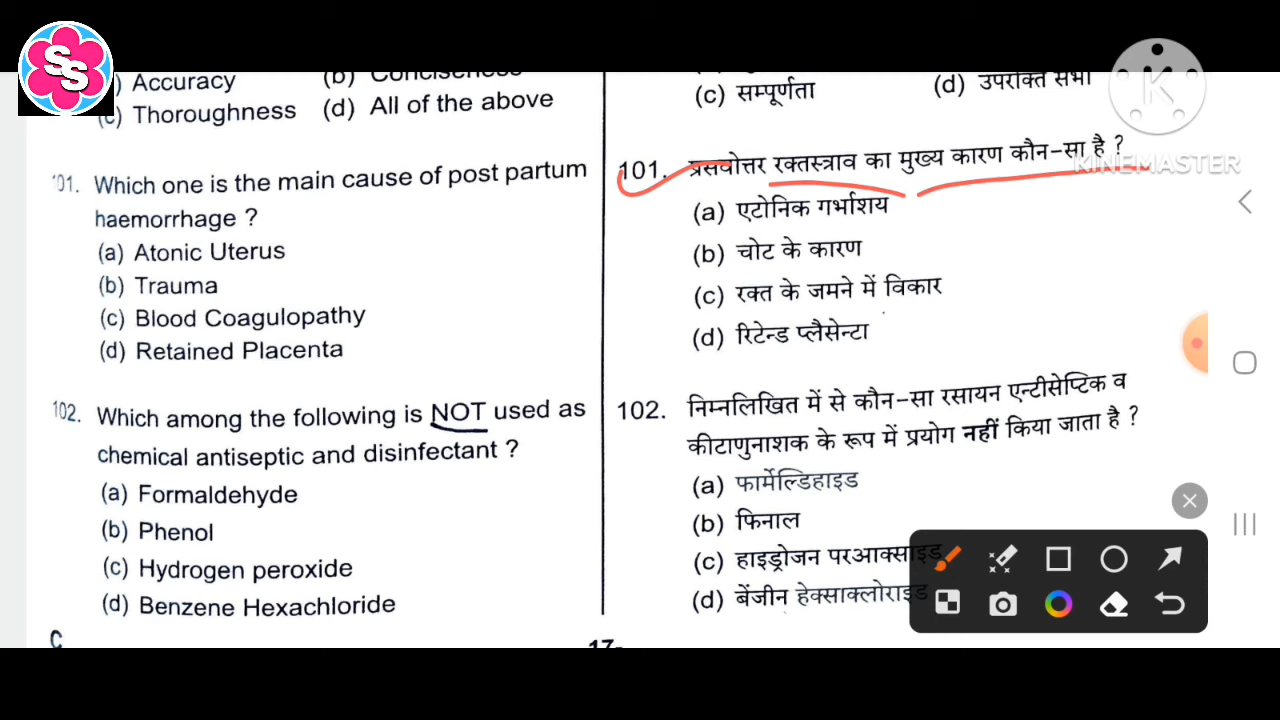 SS
) Accuracy
(b) Conciseness
(c) Thoroughness (d) All of the above
101. Which one is the main cause of post partum
haemorrhage ?
(a) Atonic Uterus
(b) Trauma
(c) Blood Coagulopathy
(d) Retained Placenta
102. Which among the following is NOT used as
chemical antiseptic and disinfectant ?
(a) Formaldehyde
(b) Phenol
(c) Hydrogen peroxide
(d) Benzene Hexachloride
C
(c) सम्पूर्णता
(d) उपरोक्त सभी
101. प्रसवोत्तर रक्तस्त्राव का मुख्य कारण कौन-सा है ?
(a) एटोनिक गर्भाशय
(b) चोट के कारण
(c) रक्त के जमने में विकार
(d) रिटेन्ड प्लैसेन्टा
102. निम्नलिखित में से कौन-सा रसायन एन्टीसेप्टिक व
कीटाणुनाशक के रूप में प्रयोग नहीं किया जाता है ?
(a) फार्मेल्डिहाइड
(b) फिनाल
(c) हाइड्रोजन परआक्साइड
(d) बेंजीन हेक्साक्लोराइड
17-
K
KINEMASTER